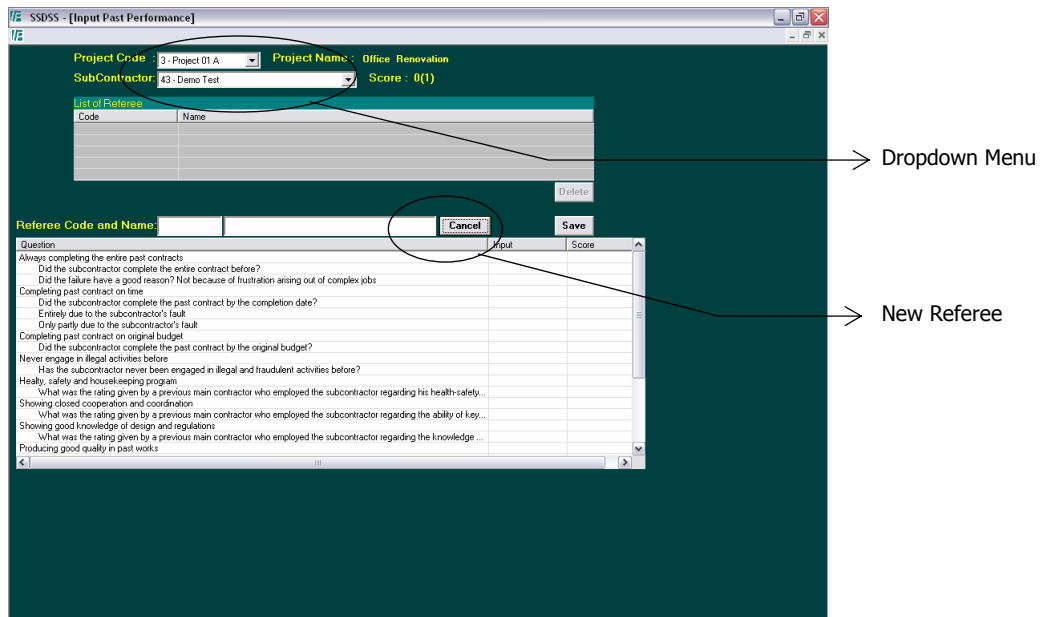 SSDSS - [Input Past Performance]
Project Code : 3 - Project 01 A Project Name : Office Renovation
SubContractor: 43 - Demo Test Score : 0(1)
List of Referee
Code Name
Dropdown Menu
Delete
Referee Code and Name: Cancel Save
Question Input Score
Always completing the entire past contracts
Did the subcontractor complete the entire contract before?
Did the failure have a good reason? Not because of frustration arising out of complex jobs
Completing past contract on time
Did the subcontractor complete the past contract by the completion date?
Entirely due to the subcontractor's fault
New Referee
Only partly due to the subcontractor's fault
Completing past contract on original budget
Did the subcontractor complete the past contract by the original budget?
Never engage in illegal activities before
Has the subcontractor never been engaged in illegal and fraudulent activities before?
Healty, safety and housekeeping program
What was the rating given by a previous main contractor who employed the subcontractor regarding his health-safety...
Showing closed cooperation and coordination
What was the rating given by a previous main contractor who employed the subcontractor regarding the ability of key...
Showing good knowledge of design and regulations
What was the rating given by a previous main contractor who employed the subcontractor regarding the knowledge ...
Producing good quality in past works